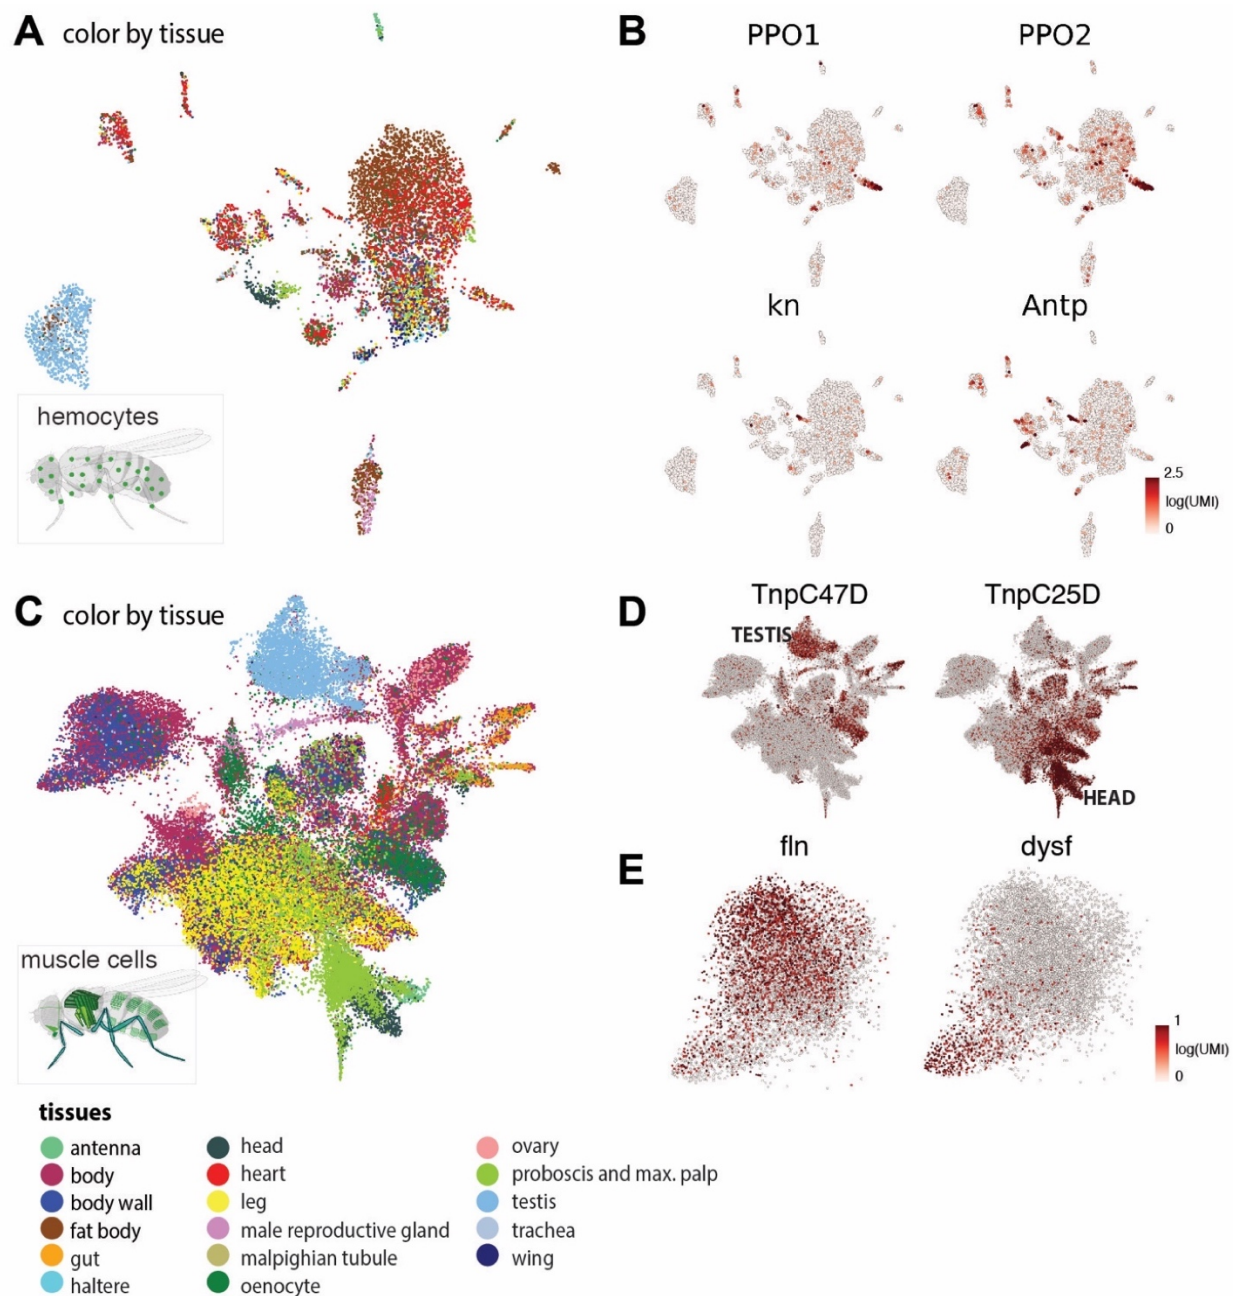 A color by tissue
hemocytes
B
PPO1 PPO2
kn Antp
2.5
log(UMI)
0
C color by tissue
muscle cells
D
TnpC47D TnpC25D
TESTIS
HEAD
E
fln dysf
1
log(UMI)
0
tissues
antenna
body
body wall
fat body
gut
haltere
head
heart
leg
male reproductive gland
malpighian tubule
oenocyte
ovary
proboscis and max. palp
testis
trachea
wing